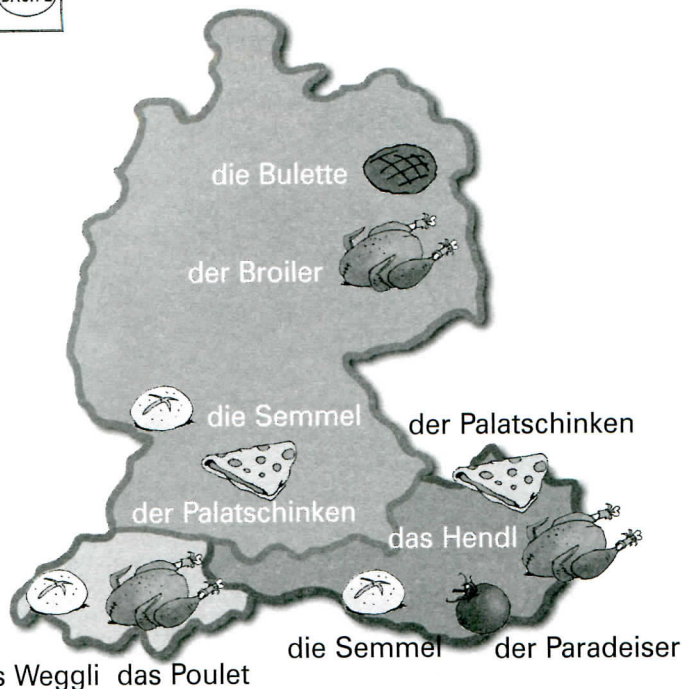 die Bulette
der Broiler
die Semmel
der Palatschinken
der Palatschinken
das Hendl
die Semmel
der Paradeiser
Weggli
das Poulet